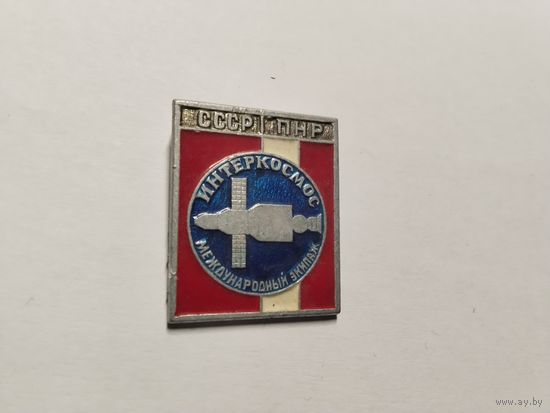 СССР ПНР
ИНТЕРКОСМОС
МЕЖДУНАРОДНЫЙ ЭКИПАЖ
www.ay.by